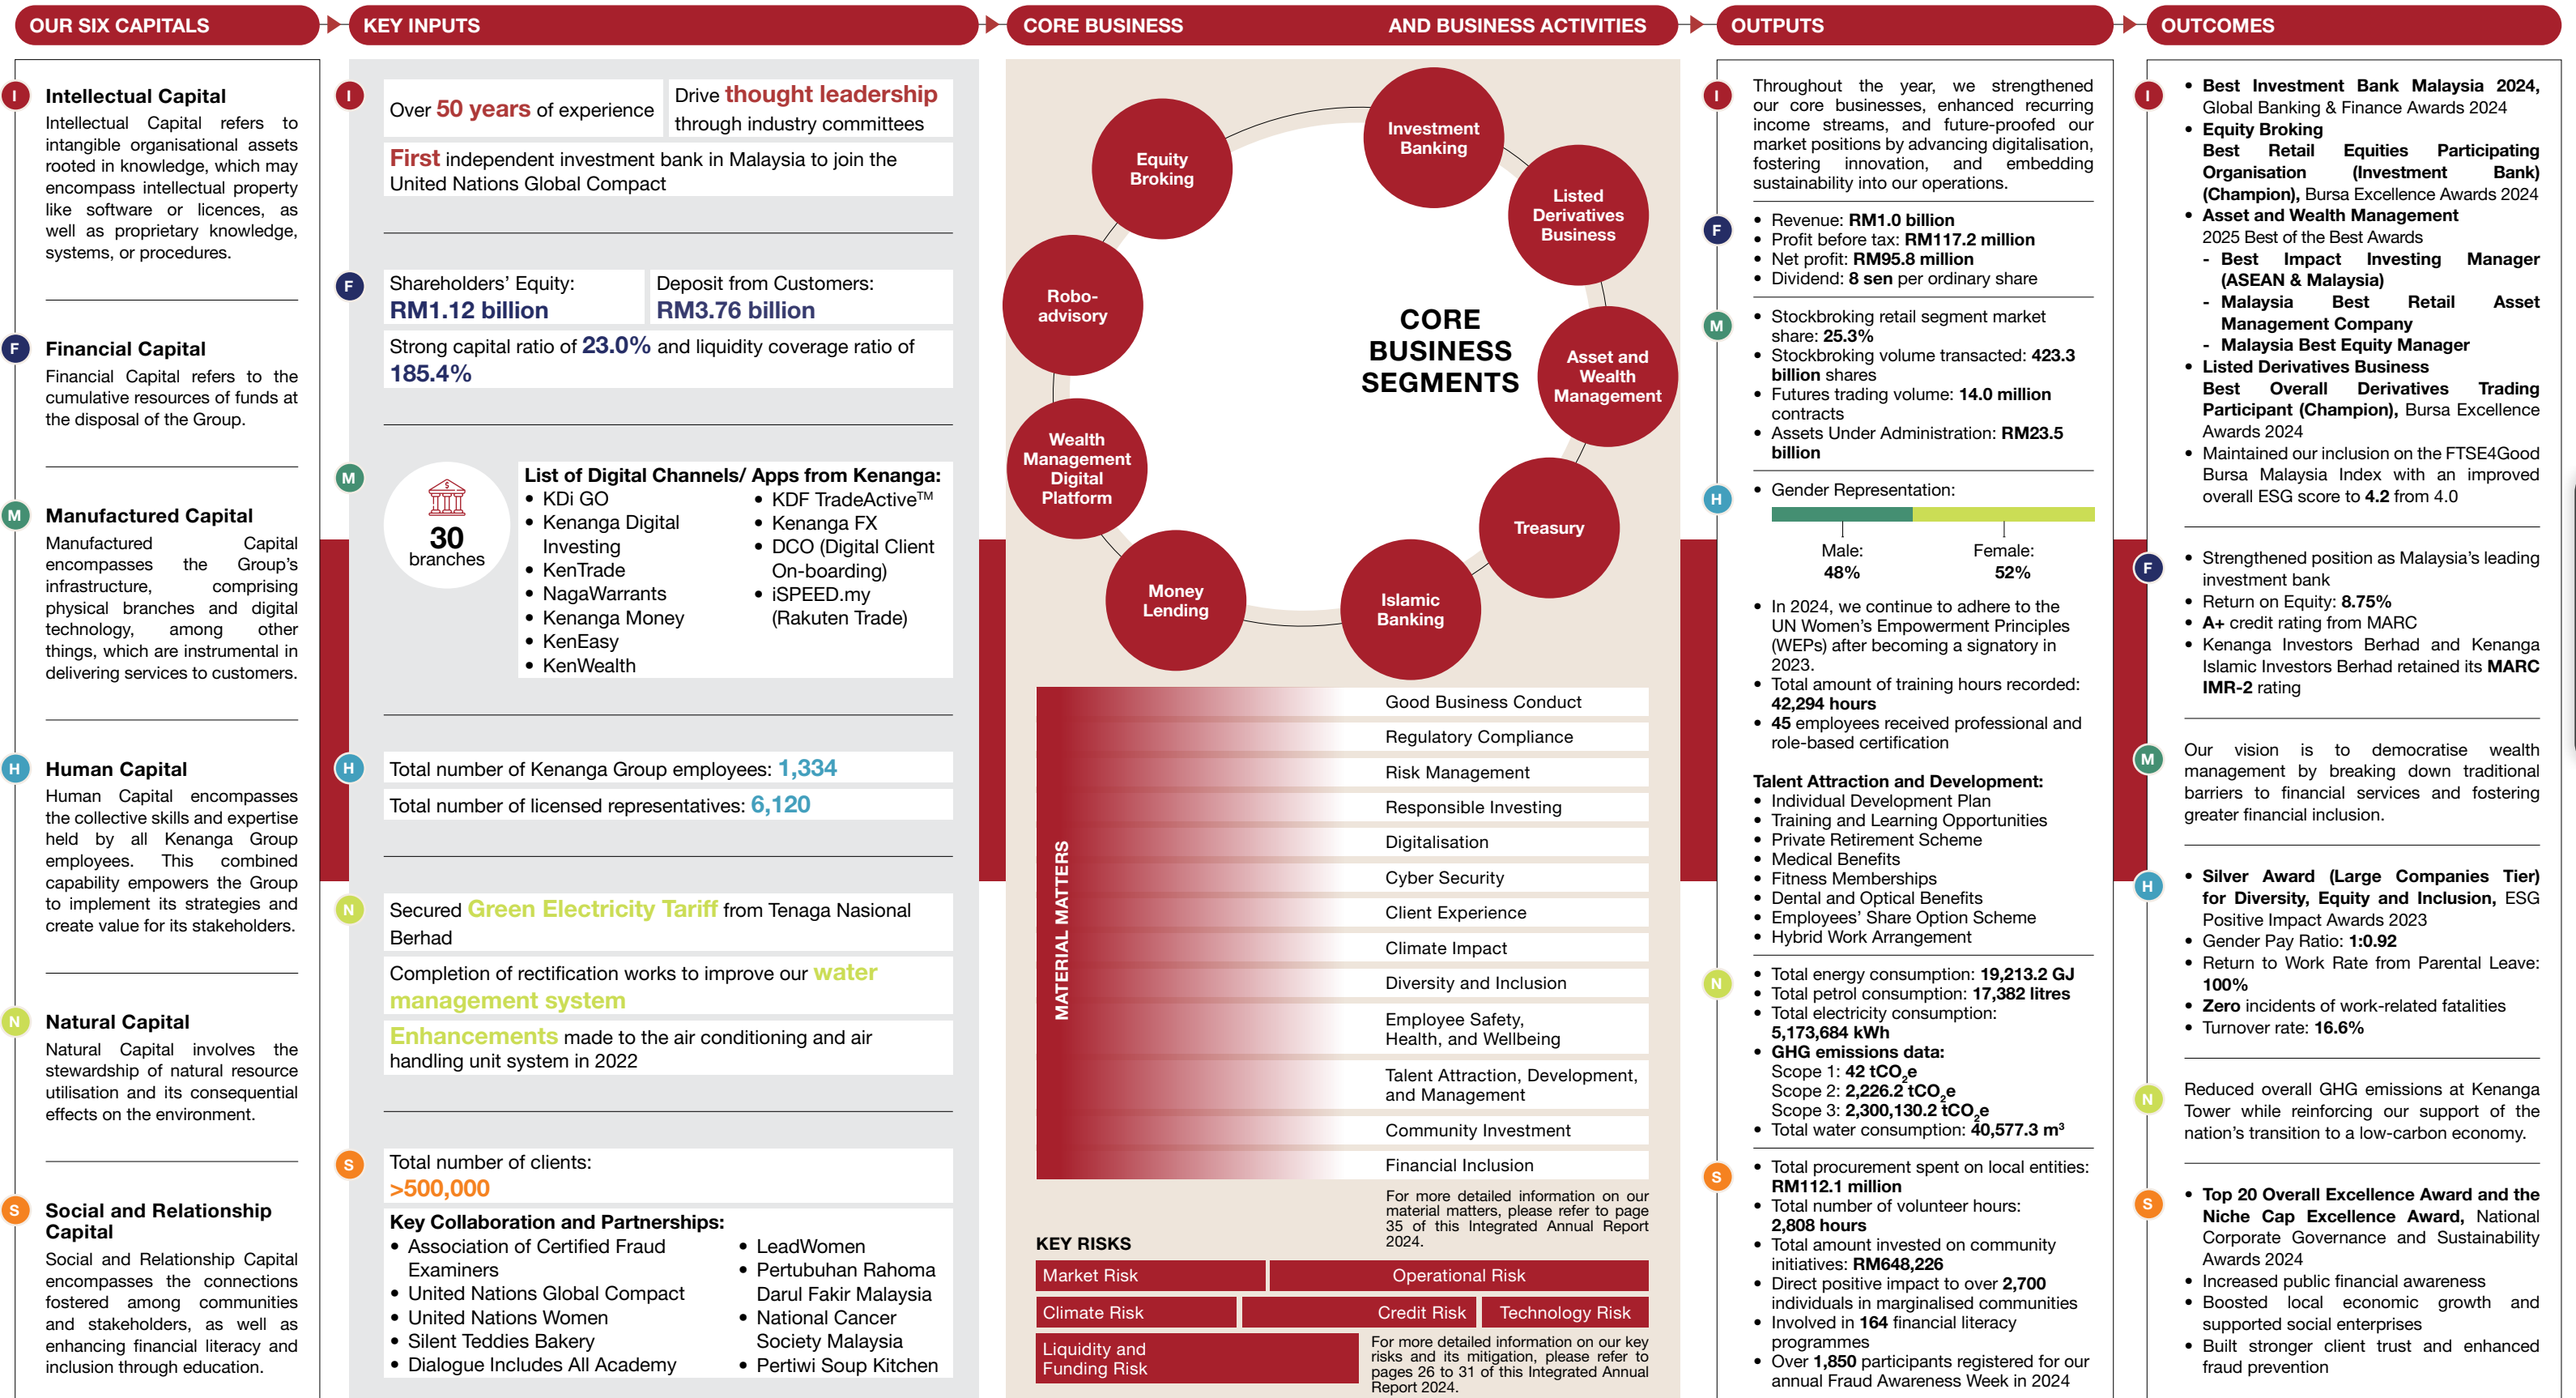 OUR SIX CAPITALS
I
Intellectual Capital
Intellectual Capital refers to
intangible organisational assets
rooted in knowledge, which may
encompass intellectual property
like software or licences, as
well as proprietary knowledge,
systems, or procedures.
F
Financial Capital
Financial Capital refers to the
cumulative resources of funds at
the disposal of the Group.
M
Manufactured Capital
Manufactured Capital
encompasses the Group's
infrastructure, comprising
physical branches and digital
technology, among other
things, which are instrumental in
delivering services to customers.
H
Human Capital
Human Capital encompasses
the collective skills and expertise
held by all Kenanga Group
employees. This combined
capability empowers the Group
to implement its strategies and
create value for its stakeholders.
N
Natural Capital
Natural Capital involves the
stewardship of natural resource
utilisation and its consequential
effects on the environment.
S
Social and Relationship
Capital
Social and Relationship Capital
encompasses the connections
fostered among communities
and stakeholders, as well as
enhancing financial literacy and
inclusion through education.
KEY INPUTS
I
Over 50 years of experience
Drive thought leadership
through industry committees
First independent investment bank in Malaysia to join the
United Nations Global Compact
F
Shareholders' Equity:
RM1.12 billion
Deposit from Customers:
RM3.76 billion
Strong capital ratio of 23.0% and liquidity coverage ratio of
185.4%
M
30
branches
List of Digital Channels/ Apps from Kenanga:
• KDi GO
• Kenanga Digital
Investing
• KenTrade
• NagaWarrants
• Kenanga Money
• KenEasy
• KenWealth
• KDF TradeActive™
• Kenanga FX
• DCO (Digital Client
On-boarding)
• iSPEED.my
(Rakuten Trade)
H
Total number of Kenanga Group employees: 1,334
Total number of licensed representatives: 6,120
N
Secured Green Electricity Tariff from Tenaga Nasional
Berhad
Completion of rectification works to improve our water
management system
Enhancements made to the air conditioning and air
handling unit system in 2022
S
Total number of clients:
>500,000
Key Collaboration and Partnerships:
• Association of Certified Fraud
Examiners
• United Nations Global Compact
• United Nations Women
• Silent Teddies Bakery
• Dialogue Includes All Academy
• LeadWomen
• Pertubuhan Rahoma
Darul Fakir Malaysia
• National Cancer
Society Malaysia
• Pertiwi Soup Kitchen
CORE BUSINESS AND BUSINESS ACTIVITIES
CORE
BUSINESS
SEGMENTS
Investment
Banking
Listed
Derivatives
Business
Asset and
Wealth
Management
Treasury
Islamic
Banking
Money
Lending
Wealth
Management
Digital
Platform
Robo-
advisory
Equity
Broking
MATERIAL MATTERS
Good Business Conduct
Regulatory Compliance
Risk Management
Responsible Investing
Digitalisation
Cyber Security
Client Experience
Climate Impact
Diversity and Inclusion
Employee Safety,
Health, and Wellbeing
Talent Attraction, Development,
and Management
Community Investment
Financial Inclusion
For more detailed information on our
material matters, please refer to page
35 of this Integrated Annual Report
2024.
KEY RISKS
Market Risk
Operational Risk
Climate Risk
Credit Risk
Technology Risk
Liquidity and
Funding Risk
For more detailed information on our key
risks and its mitigation, please refer to
pages 26 to 31 of this Integrated Annual
Report 2024.
OUTPUTS
I
Throughout the year, we strengthened
our core businesses, enhanced recurring
income streams, and future-proofed our
market positions by advancing digitalisation,
fostering innovation, and embedding
sustainability into our operations.
F
• Revenue: RM1.0 billion
• Profit before tax: RM117.2 million
• Net profit: RM95.8 million
• Dividend: 8 sen per ordinary share
M
• Stockbroking retail segment market
share: 25.3%
• Stockbroking volume transacted: 423.3
billion shares
• Futures trading volume: 14.0 million
contracts
• Assets Under Administration: RM23.5
billion
H
• Gender Representation:
Male:
48%
Female:
52%
• In 2024, we continue to adhere to the
UN Women's Empowerment Principles
(WEPs) after becoming a signatory in
2023.
• Total amount of training hours recorded:
42,294 hours
• 45 employees received professional and
role-based certification
Talent Attraction and Development:
• Individual Development Plan
• Training and Learning Opportunities
• Private Retirement Scheme
• Medical Benefits
• Fitness Memberships
• Dental and Optical Benefits
• Employees' Share Option Scheme
• Hybrid Work Arrangement
N
• Total energy consumption: 19,213.2 GJ
• Total petrol consumption: 17,382 litres
• Total electricity consumption:
5,173,684 kWh
• GHG emissions data:
Scope 1: 42 tCO₂e
Scope 2: 2,226.2 tCO₂e
Scope 3: 2,300,130.2 tCO₂e
• Total water consumption: 40,577.3 m³
S
• Total procurement spent on local entities:
RM112.1 million
• Total number of volunteer hours:
2,808 hours
• Total amount invested on community
initiatives: RM648,226
• Direct positive impact to over 2,700
individuals in marginalised communities
• Involved in 164 financial literacy
programmes
• Over 1,850 participants registered for our
annual Fraud Awareness Week in 2024
OUTCOMES
I
• Best Investment Bank Malaysia 2024,
Global Banking & Finance Awards 2024
• Equity Broking
Best Retail Equities Participating
Organisation (Investment Bank)
(Champion), Bursa Excellence Awards 2024
• Asset and Wealth Management
2025 Best of the Best Awards
- Best Impact Investing Manager
(ASEAN & Malaysia)
- Malaysia Best Retail Asset
Management Company
- Malaysia Best Equity Manager
• Listed Derivatives Business
Best Overall Derivatives Trading
Participant (Champion), Bursa Excellence
Awards 2024
• Maintained our inclusion on the FTSE4Good
Bursa Malaysia Index with an improved
overall ESG score to 4.2 from 4.0
F
• Strengthened position as Malaysia's leading
investment bank
• Return on Equity: 8.75%
• A+ credit rating from MARC
• Kenanga Investors Berhad and Kenanga
Islamic Investors Berhad retained its MARC
IMR-2 rating
M
Our vision is to democratise wealth
management by breaking down traditional
barriers to financial services and fostering
greater financial inclusion.
H
• Silver Award (Large Companies Tier)
for Diversity, Equity and Inclusion, ESG
Positive Impact Awards 2023
• Gender Pay Ratio: 1:0.92
• Return to Work Rate from Parental Leave:
100%
• Zero incidents of work-related fatalities
• Turnover rate: 16.6%
N
Reduced overall GHG emissions at Kenanga
Tower while reinforcing our support of the
nation's transition to a low-carbon economy.
S
• Top 20 Overall Excellence Award and the
Niche Cap Excellence Award, National
Corporate Governance and Sustainability
Awards 2024
• Increased public financial awareness
• Boosted local economic growth and
supported social enterprises
• Built stronger client trust and enhanced
fraud prevention